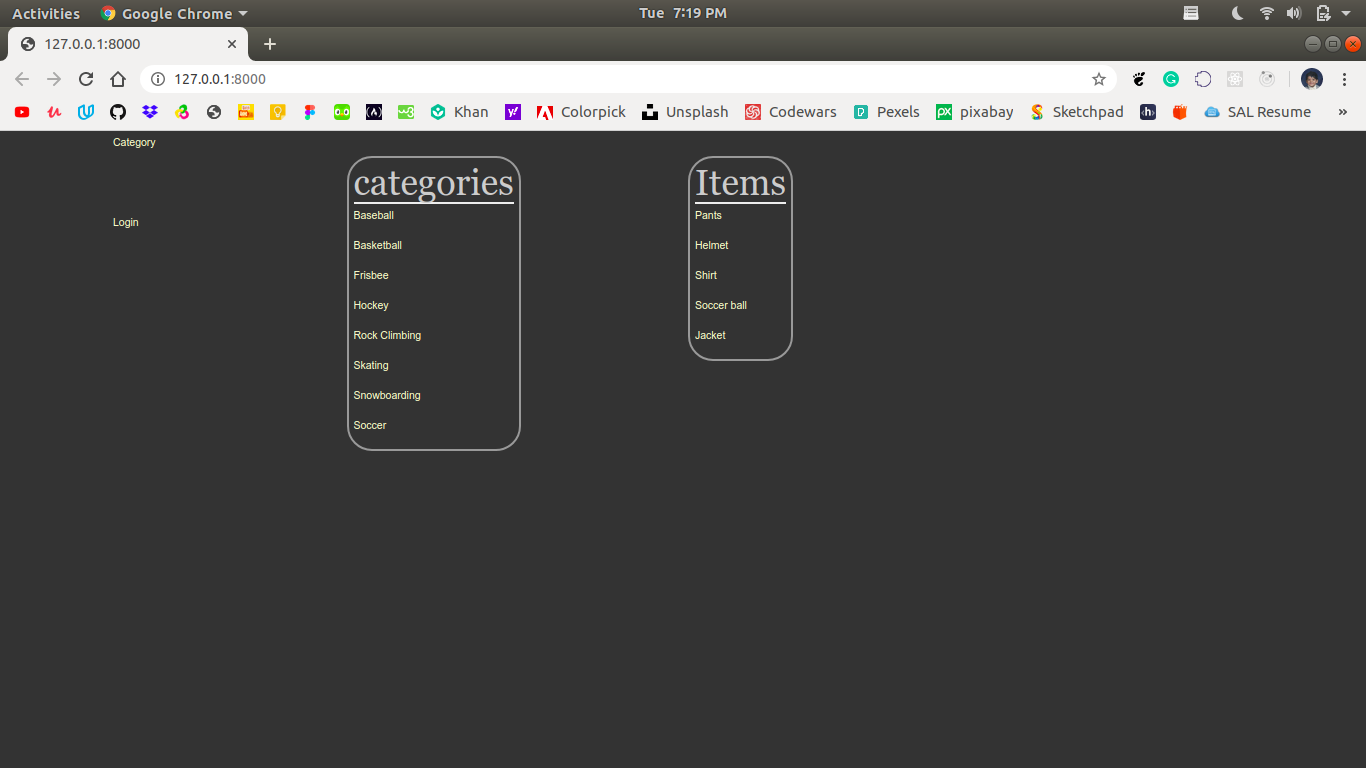 Activities Google Chrome Tue 7:19 PM
127.0.0.1:8000
127.0.0.1:8000
Khan Colorpick Unsplash Codewars Pexels pixabay Sketchpad SAL Resume »
Category
Login
categories
Baseball
Basketball
Frisbee
Hockey
Rock Climbing
Skating
Snowboarding
Soccer
Items
Pants
Helmet
Shirt
Soccer ball
Jacket